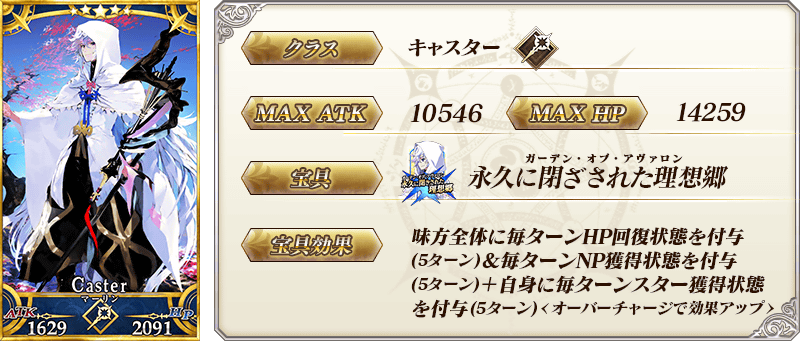 Caster
マーリン
ATK 1629
HP 2091
クラス キャスター
MAX ATK 10546 MAX HP 14259
ガーデン・オブ・アヴァロン
宝具 永久に閉ざされた理想郷
宝具効果
味方全体に毎ターンHP回復状態を付与
(5ターン)&毎ターンNP獲得状態を付与
(5ターン)+自身に毎ターンスター獲得状態
を付与(5ターン)<オーバーチャージで効果アップ>